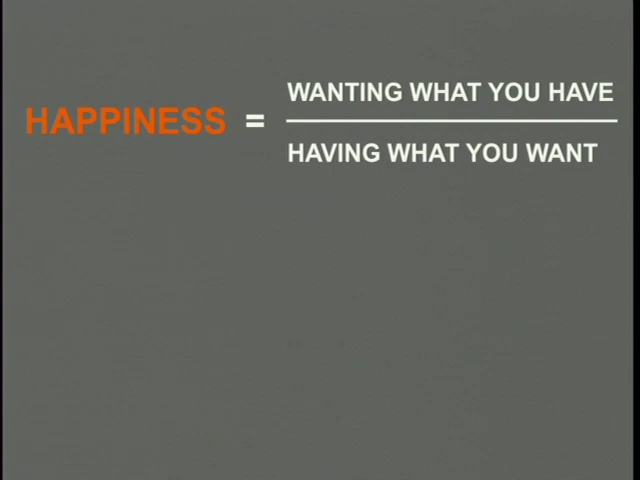 HAPPINESS =
WANTING WHAT YOU HAVE
HAVING WHAT YOU WANT